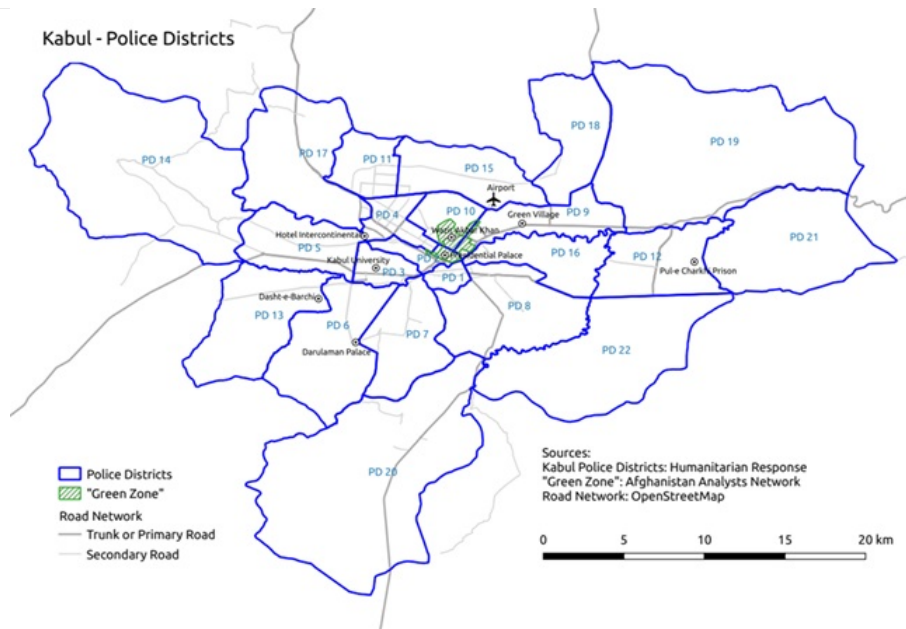 Kabul - Police Districts
PD 18
PD 19
PD 14
PD 17
PD 11
PD 15
Airport
PD 4
PD 10
Green Village
PD 9
Hotel Intercontinental
Wazir Akbar Khan
PD 5
PD 21
Kabul University
Presidential Palace
PD 16
PD 12
PD 3
PD 1
Pul-e Charkhi Prison
Dasht-e-Barchi
PD 13
PD 6
PD 7
PD 8
Darulaman Palace
PD 22
PD 20
Police Districts
"Green Zone"
Road Network
Trunk or Primary Road
Secondary Road
Sources:
Kabul Police Districts: Humanitarian Response
"Green Zone": Afghanistan Analysts Network
Road Network: OpenStreetMap
0 5 10 15 20 km